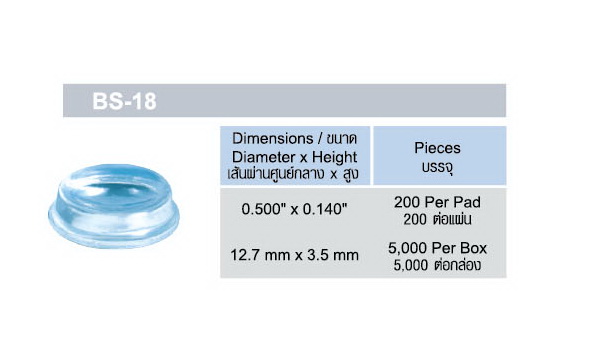 BS-18
Dimensions / ขนาด
Diameter x Height
เส้นผ่านศูนย์กลาง x สูง
Pieces
บรรจุ
0.500" x 0.140"
200 Per Pad
200 ต่อแผ่น
12.7 mm x 3.5 mm
5,000 Per Box
5,000 ต่อกล่อง